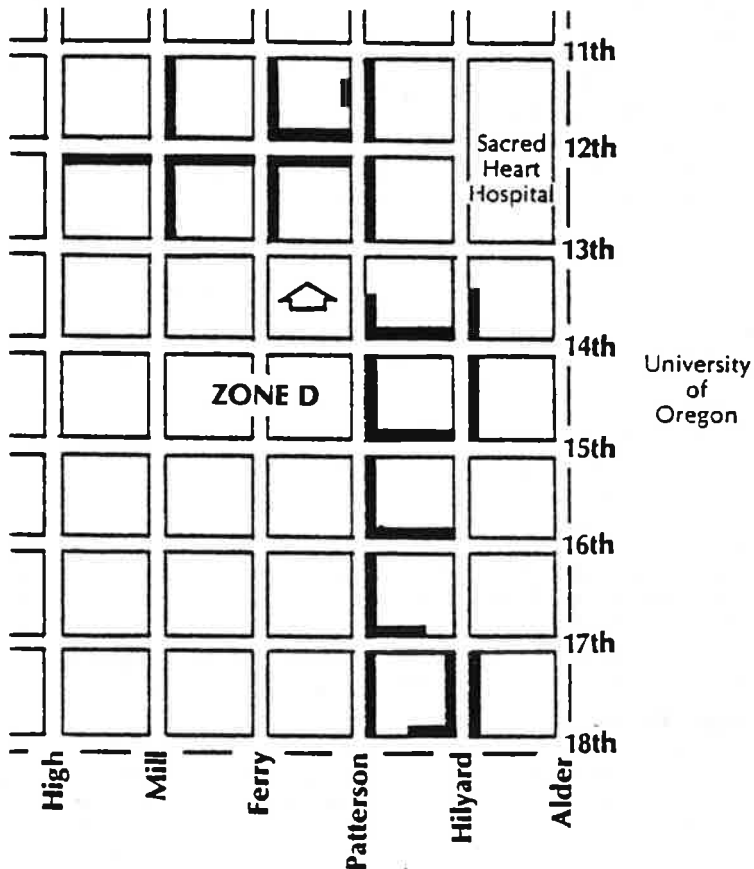 11th
12th
Sacred
Heart
Hospital
13th
14th
ZONE D
University
of
Oregon
15th
16th
17th
18th
High
Mill
Ferry
Patterson
Hilyard
Alder